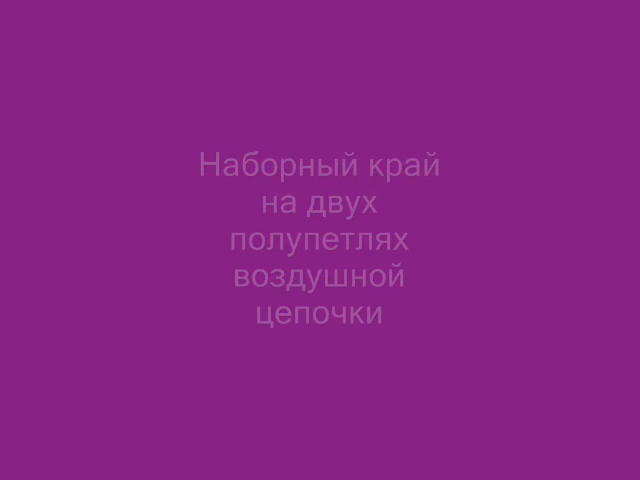 Наборный край
на двух
полупетлях
воздушной
цепочки